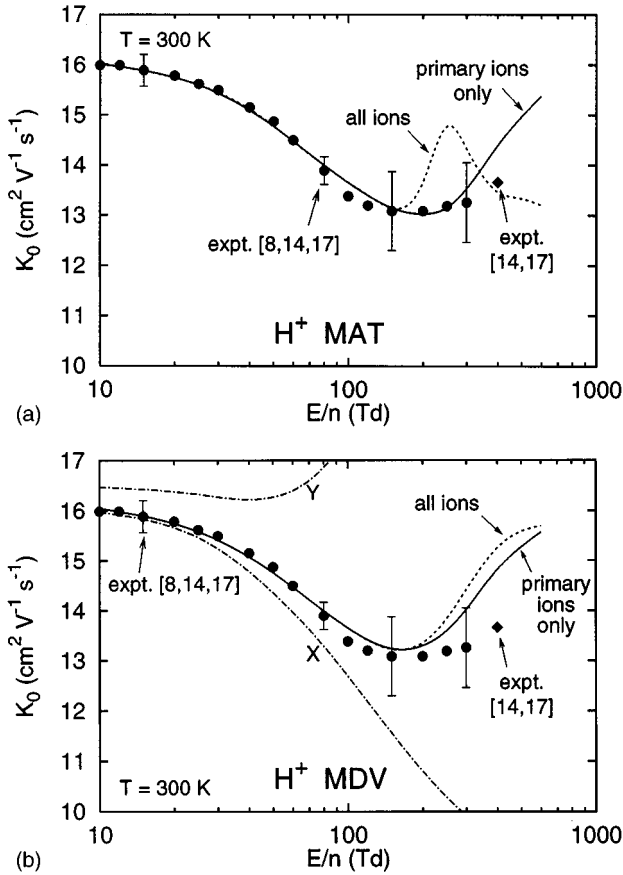 17
16
15
14
13
12
11
10
K0 (cm2 V-1 s-1)
T = 300 K
primary ions
only
all ions
expt. [8,14,17]
expt.
[14,17]
H+ MAT
10
100
1000
E/n (Td)
(a)
17
16
15
14
13
12
11
10
K0 (cm2 V-1 s-1)
Y
all ions
expt. [8,14,17]
primary
ions
only
X
expt.
[14,17]
T = 300 K
H+ MDV
10
100
1000
E/n (Td)
(b)